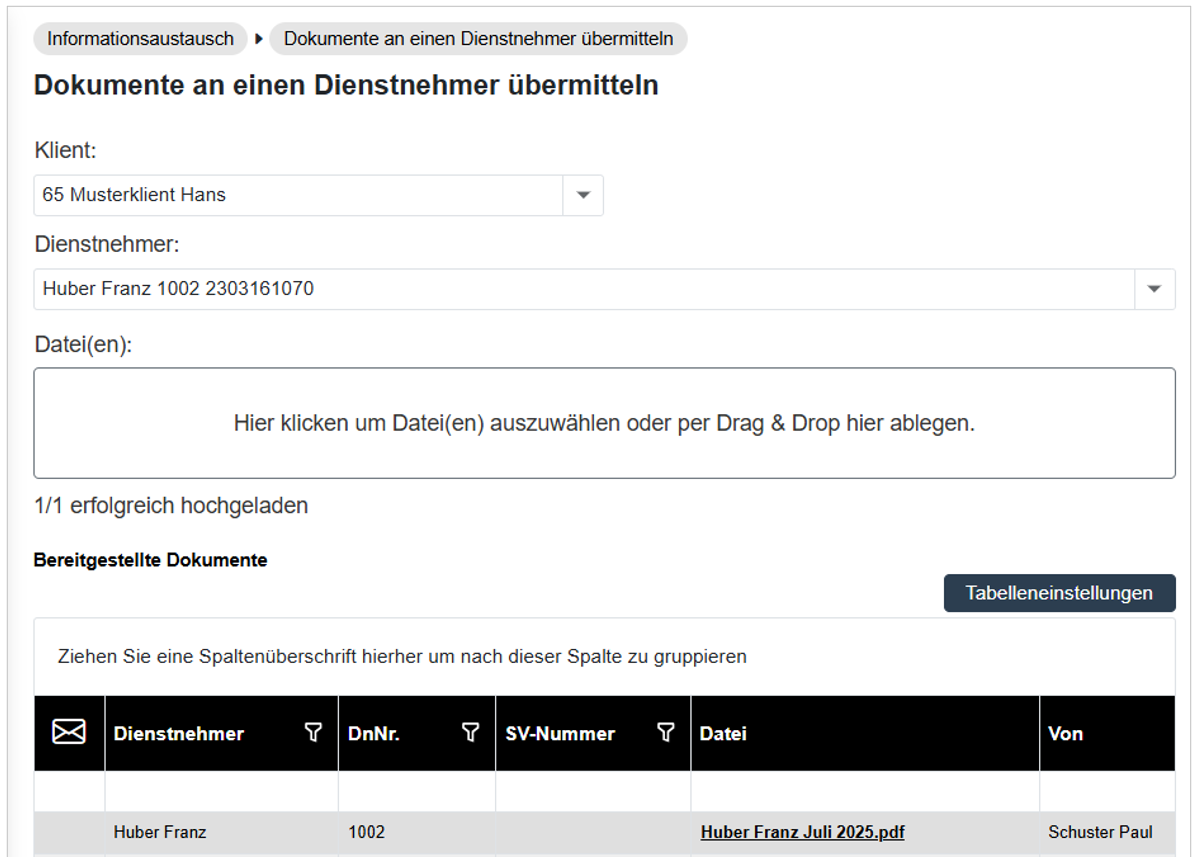 Informationsaustausch Dokumente an einen Dienstnehmer übermitteln
Dokumente an einen Dienstnehmer übermitteln
Klient:
65 Musterklient Hans
Dienstnehmer:
Huber Franz 1002 2303161070
Datei(en):
Hier klicken um Datei(en) auszuwählen oder per Drag & Drop hier ablegen.
1/1 erfolgreich hochgeladen
Bereitgestellte Dokumente
Tabelleneinstellungen
Ziehen Sie eine Spaltenüberschrift hierher um nach dieser Spalte zu gruppieren
Dienstnehmer DnNr. SV-Nummer Datei Von
Huber Franz 1002 Huber Franz Juli 2025.pdf Schuster Paul